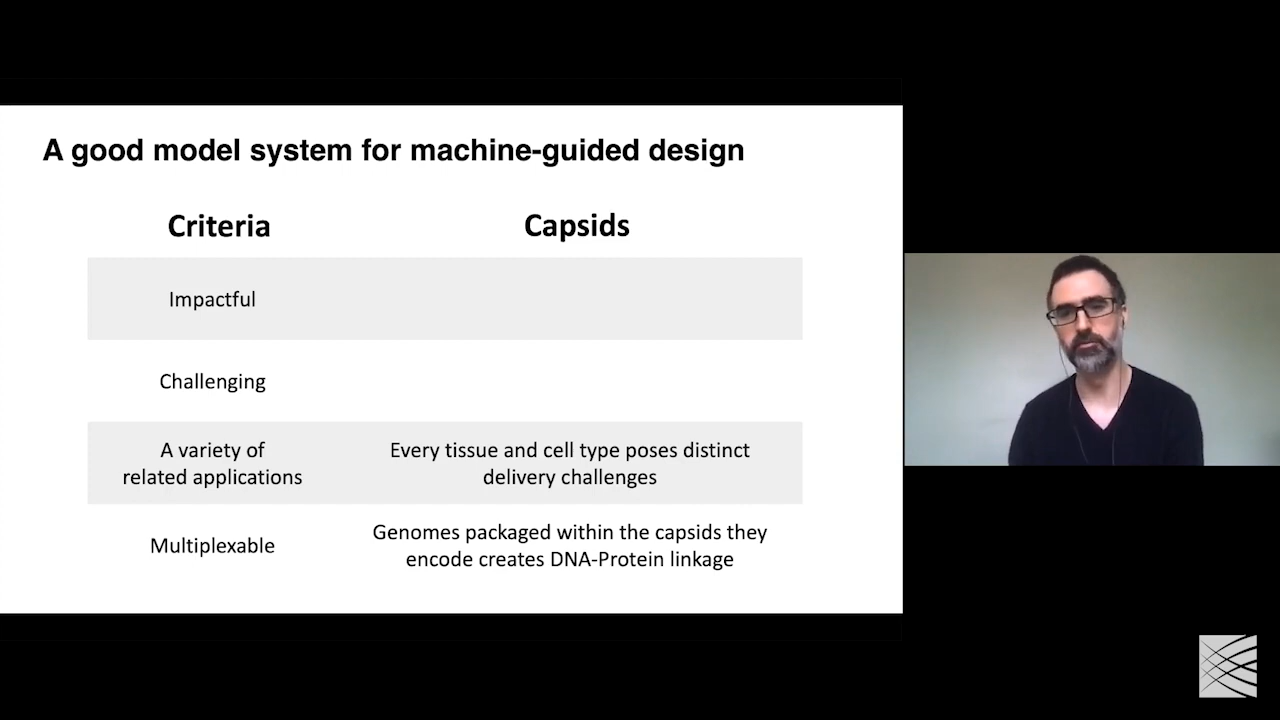 A good model system for machine-guided design
Criteria
Capsids
Impactful
Challenging
A variety of
related applications
Every tissue and cell type poses distinct
delivery challenges
Multiplexable
Genomes packaged within the capsids they
encode creates DNA-Protein linkage